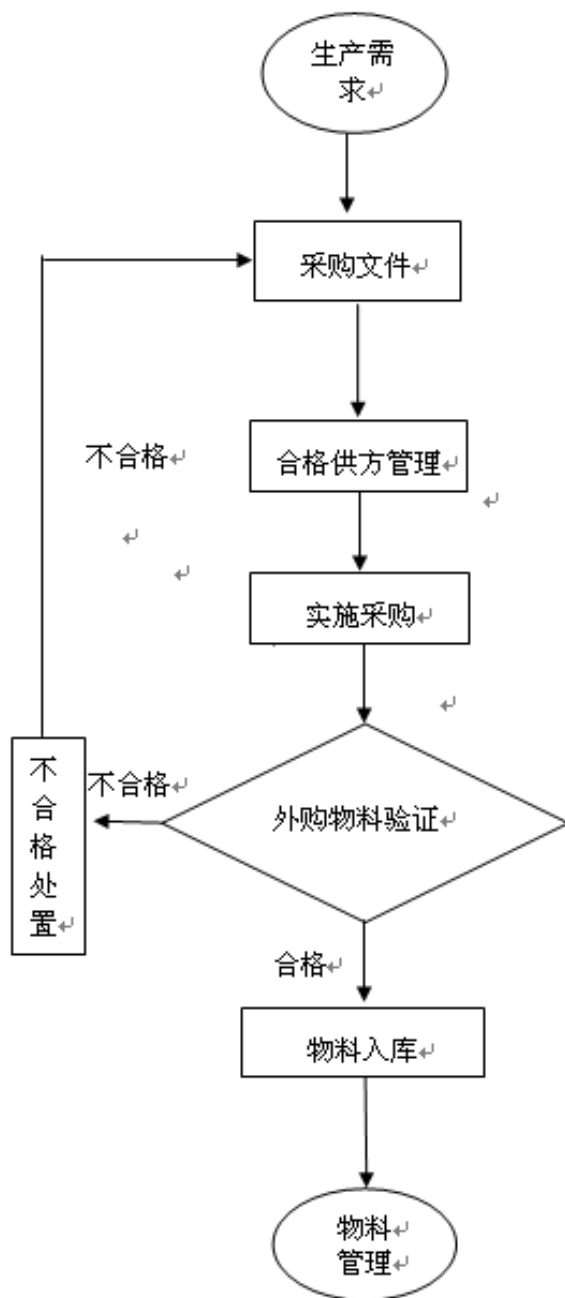 生产需
求
采购文件
不合格
合格供方管理
实施采购
不合格
外购物料验证
不
合
格
处
置
合格
物料入库
物料
管理